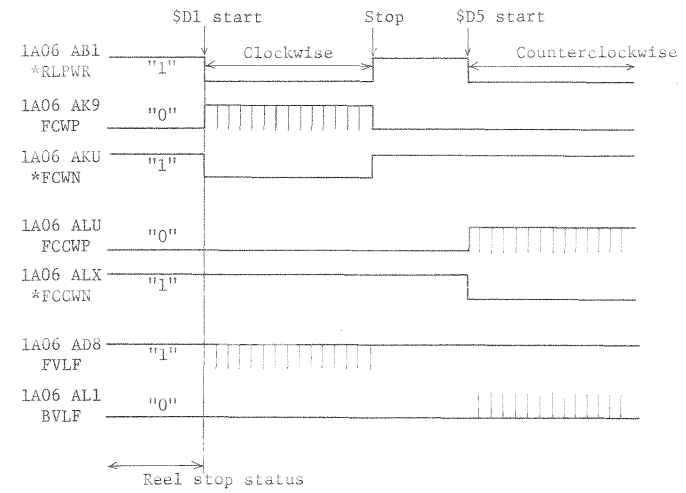 $D1 start Stop $D5 start
Clockwise Counterclockwise
1A06 AB1 "1"
*RLPWR
1A06 AK9 "0"
FCWP
1A06 AKU "1"
*FCWN
1A06 ALU "0"
FCCWP
1A06 ALX "1"
*FCCWN
1A06 AD8 "1"
FVLF
1A06 AL1 "0"
BVLF
Reel stop status